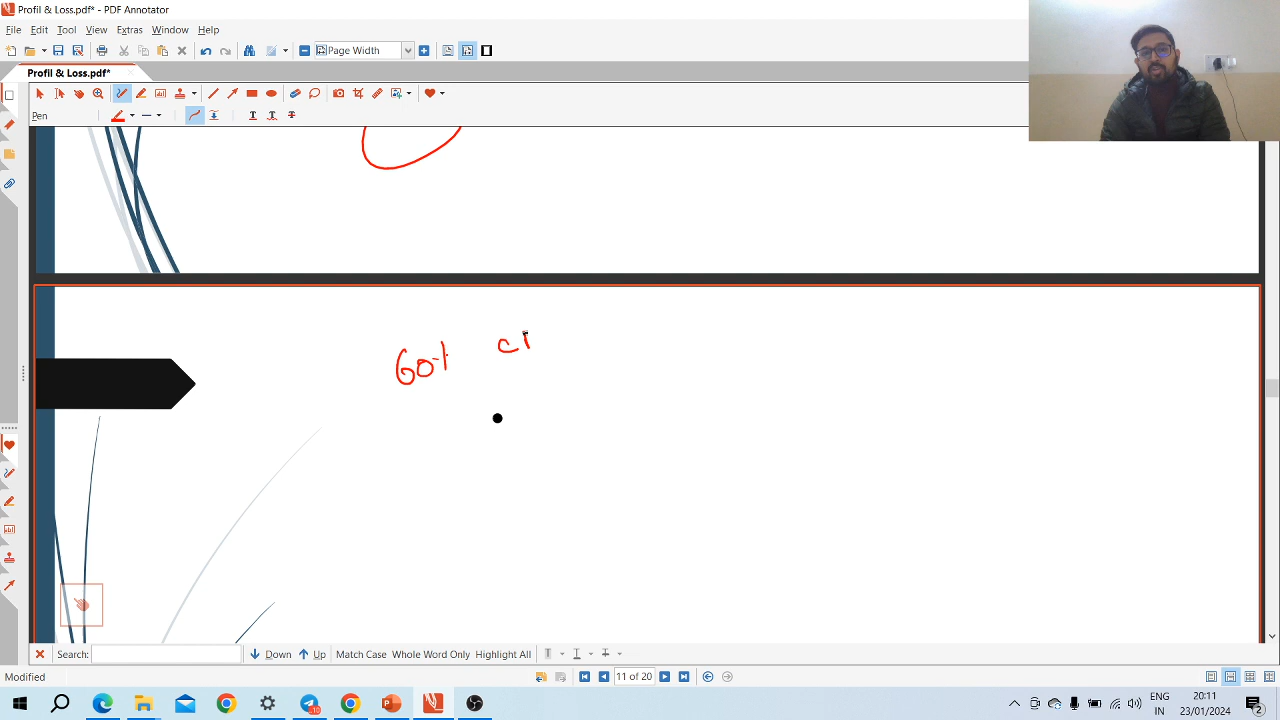 Profil & Loss.pdf* - PDF Annotator
File Edit Tool View Extras Window Help
Page Width
Profil & Loss.pdf*
Pen
Search: Down Up Match Case Whole Word Only Highlight All
Modified 11 of 20
10 ENG 20:11
IN 23/01/2024 2